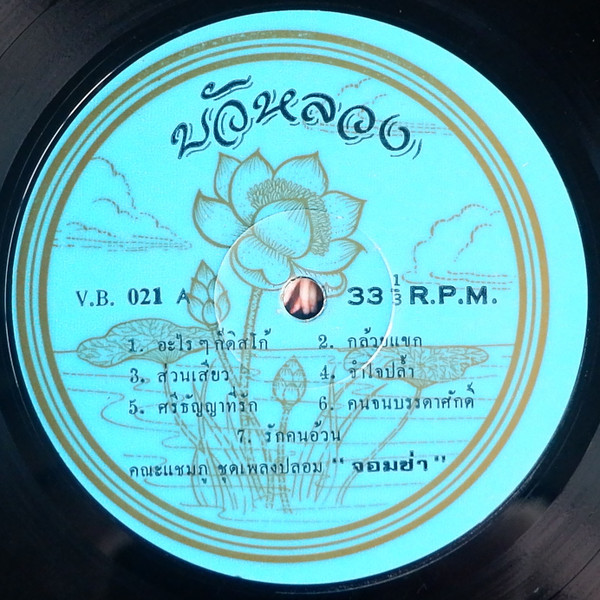 บัวหลวง
V.B. 021 A 33 1/3 R.P.M.
1. อะไร ๆ ก็ดิสโก้ 2. กล้วยแขก
3. ส่วนเสียว 4. ช้ำใจปล้ำ
5. ศรีธัญญาที่รัก 6. คนจนบรรดาศักดิ์
7. รักคนอ้วน
คณะแชมภู ชุดเพลงปลอม "จอมซ่า"